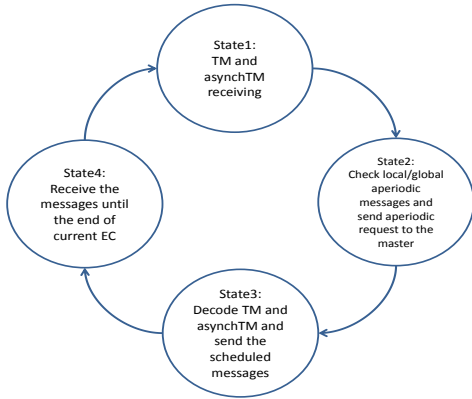 State1:
TM and
asynchTM
receiving
State2:
Check local/global
aperiodic
messages and
send aperiodic
request to the
master
State3:
Decode TM and
asynchTM and
send the
scheduled
messages
State4:
Receive the
messages until
the end of
current EC